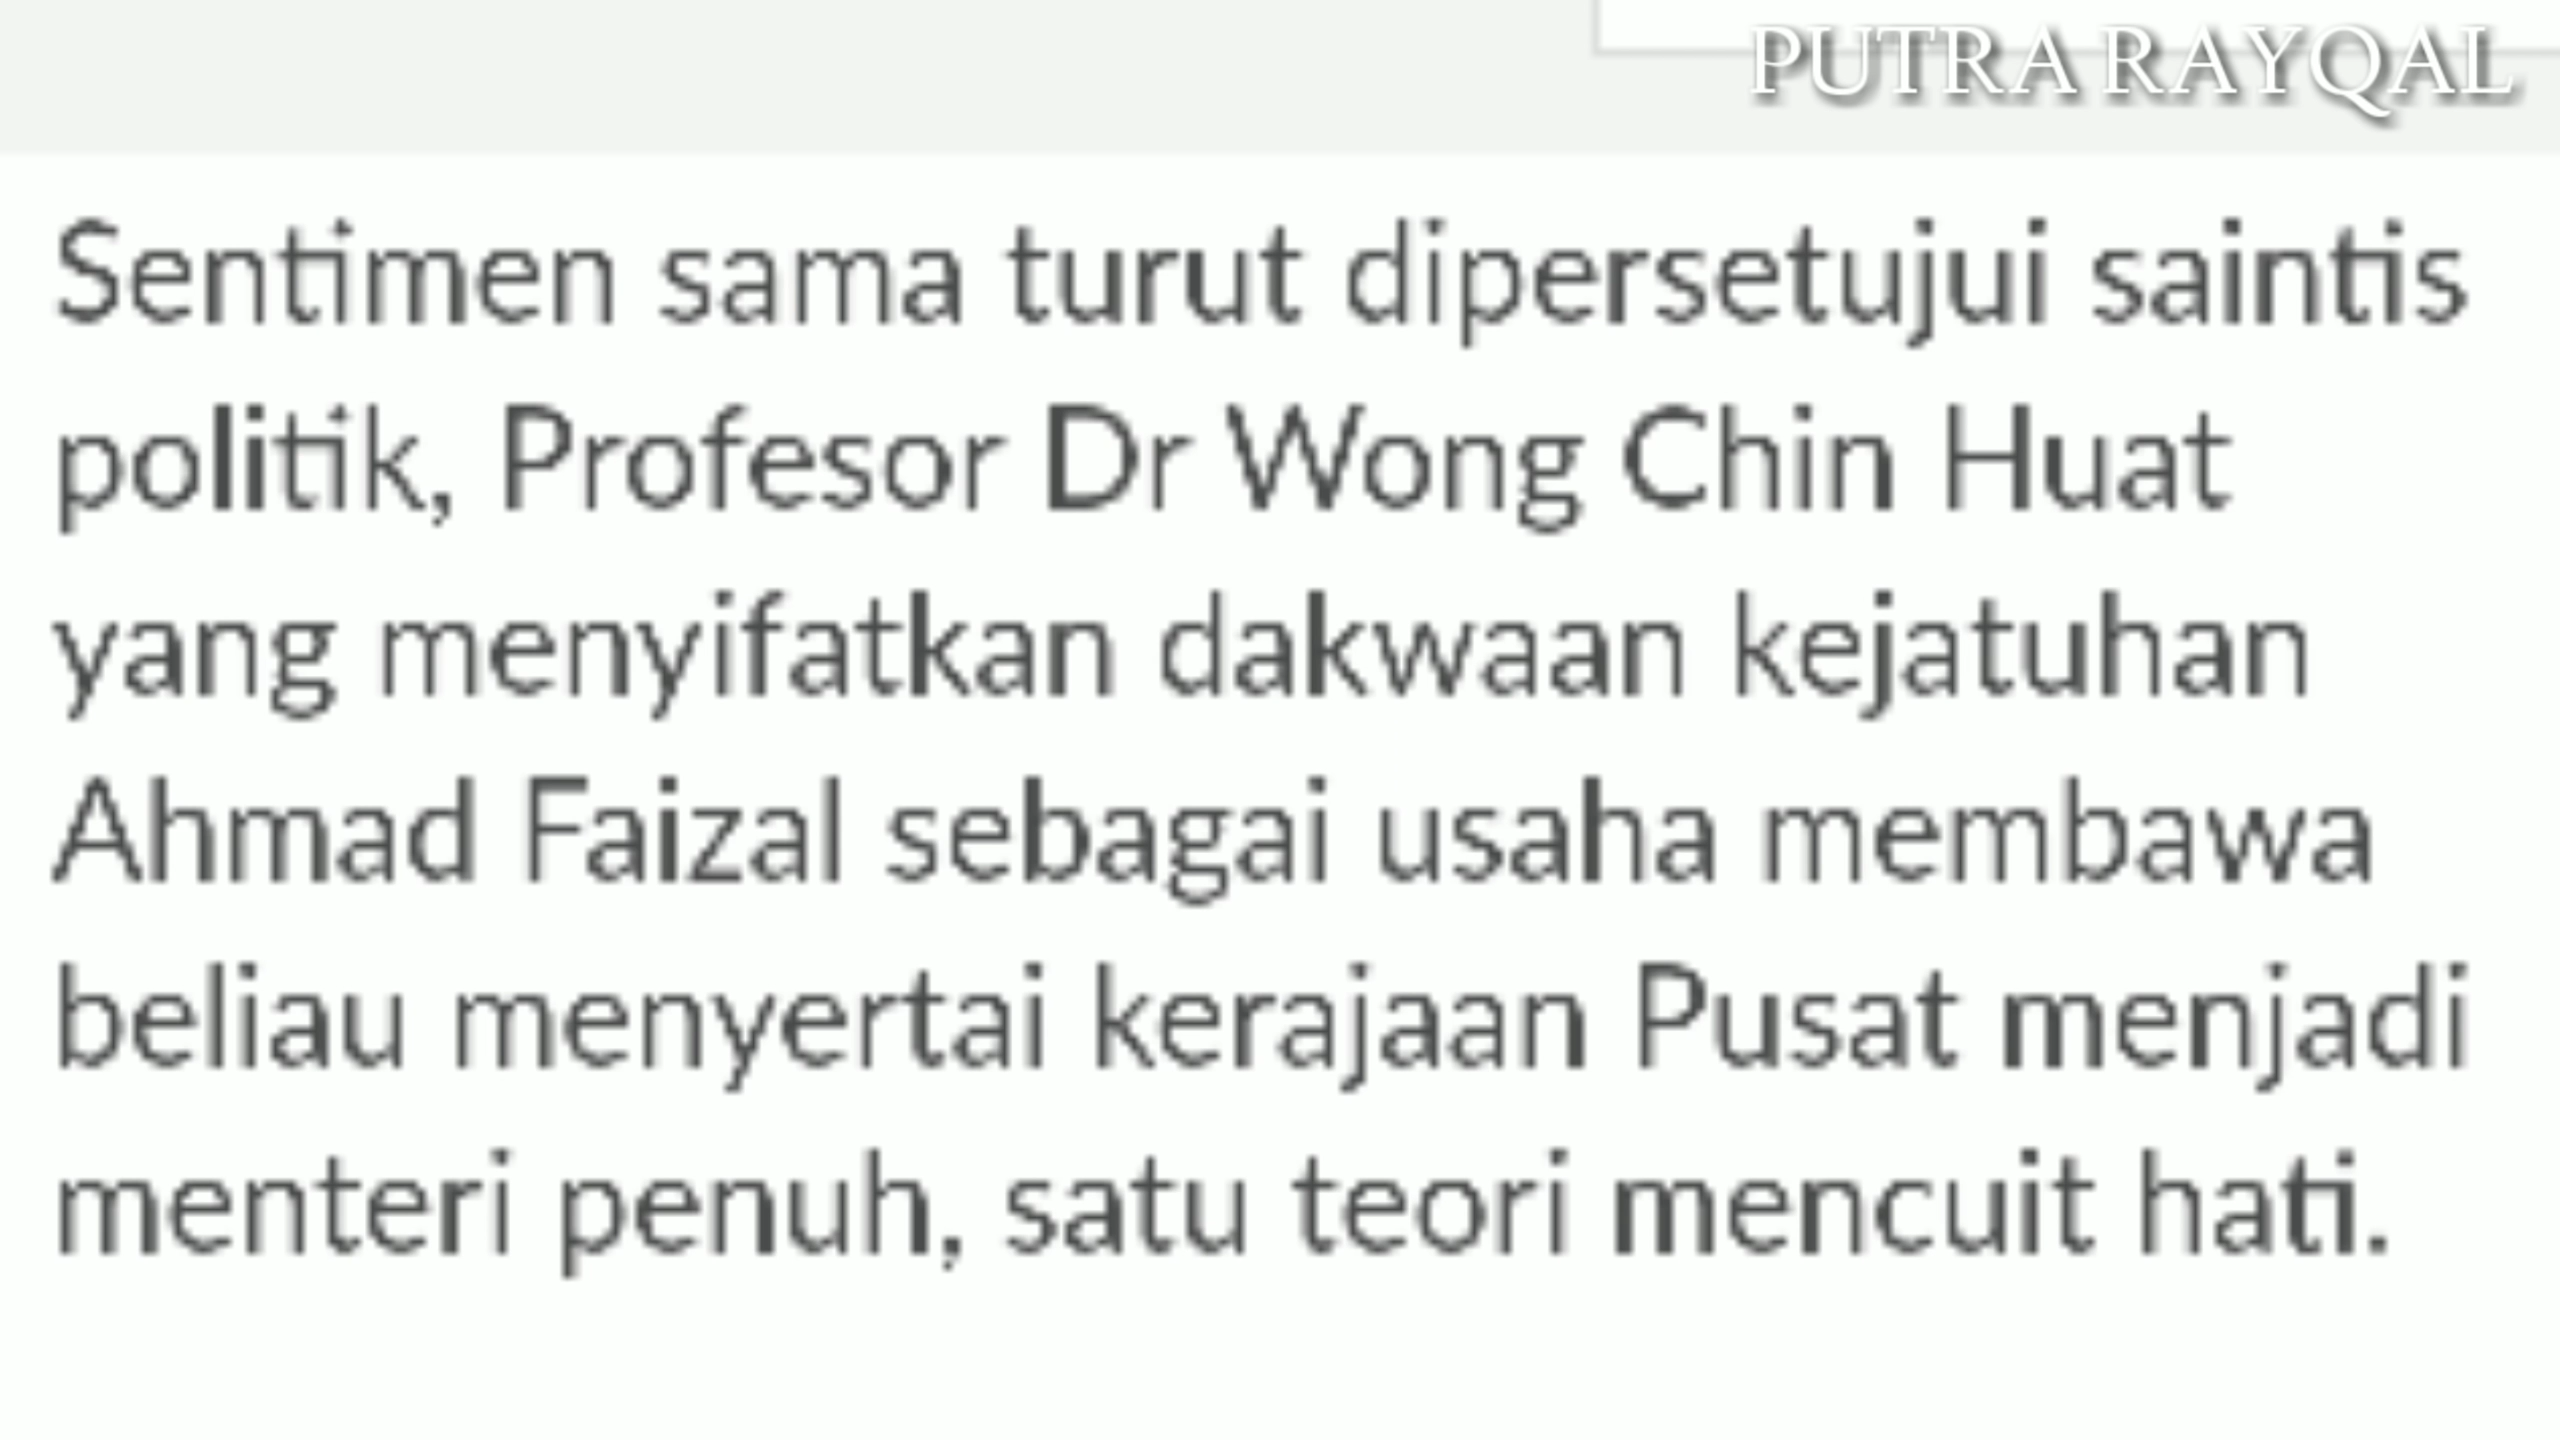 PUTRA RAYQAL
Sentimen sama turut dipersetujui saintis
politik, Profesor Dr Wong Chin Huat
yang menyifatkan dakwaan kejatuhan
Ahmad Faizal sebagai usaha membawa
beliau menyertai kerajaan Pusat menjadi
menteri penuh, satu teori mencuit hati.